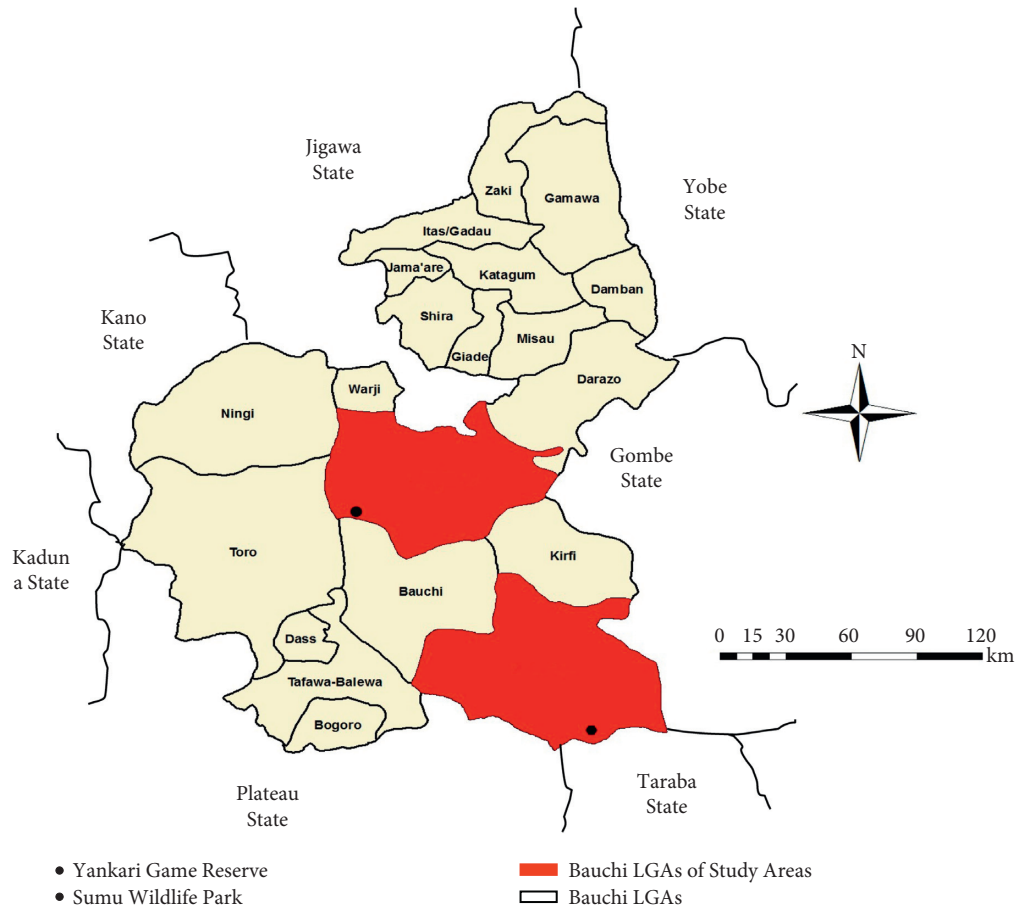 Jigawa
State
Zaki
Gamawa
Yobe
State
Itas/Gadau
Jama'are
Katagum
Damban
Kano
State
Shira
Giade
Misau
Darazo
N
Warji
Ningi
Gombe
State
Kadun
a State
Toro
Kirfi
Bauchi
Dass
0 15 30 60 90 120
km
Tafawa-Balewa
Bogoro
Plateau
State
Taraba
State
Yankari Game Reserve
Sumu Wildlife Park
Bauchi LGAs of Study Areas
Bauchi LGAs